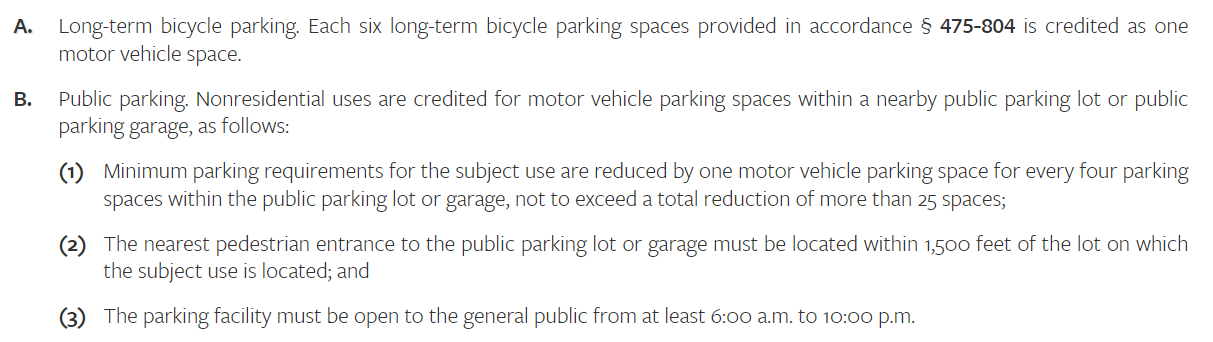 A. Long-term bicycle parking. Each six long-term bicycle parking spaces provided in accordance § 475-804 is credited as one
motor vehicle space.
B. Public parking. Nonresidential uses are credited for motor vehicle parking spaces within a nearby public parking lot or public
parking garage, as follows:
(1) Minimum parking requirements for the subject use are reduced by one motor vehicle parking space for every four parking
spaces within the public parking lot or garage, not to exceed a total reduction of more than 25 spaces;
(2) The nearest pedestrian entrance to the public parking lot or garage must be located within 1,500 feet of the lot on which
the subject use is located; and
(3) The parking facility must be open to the general public from at least 6:00 a.m. to 10:00 p.m.